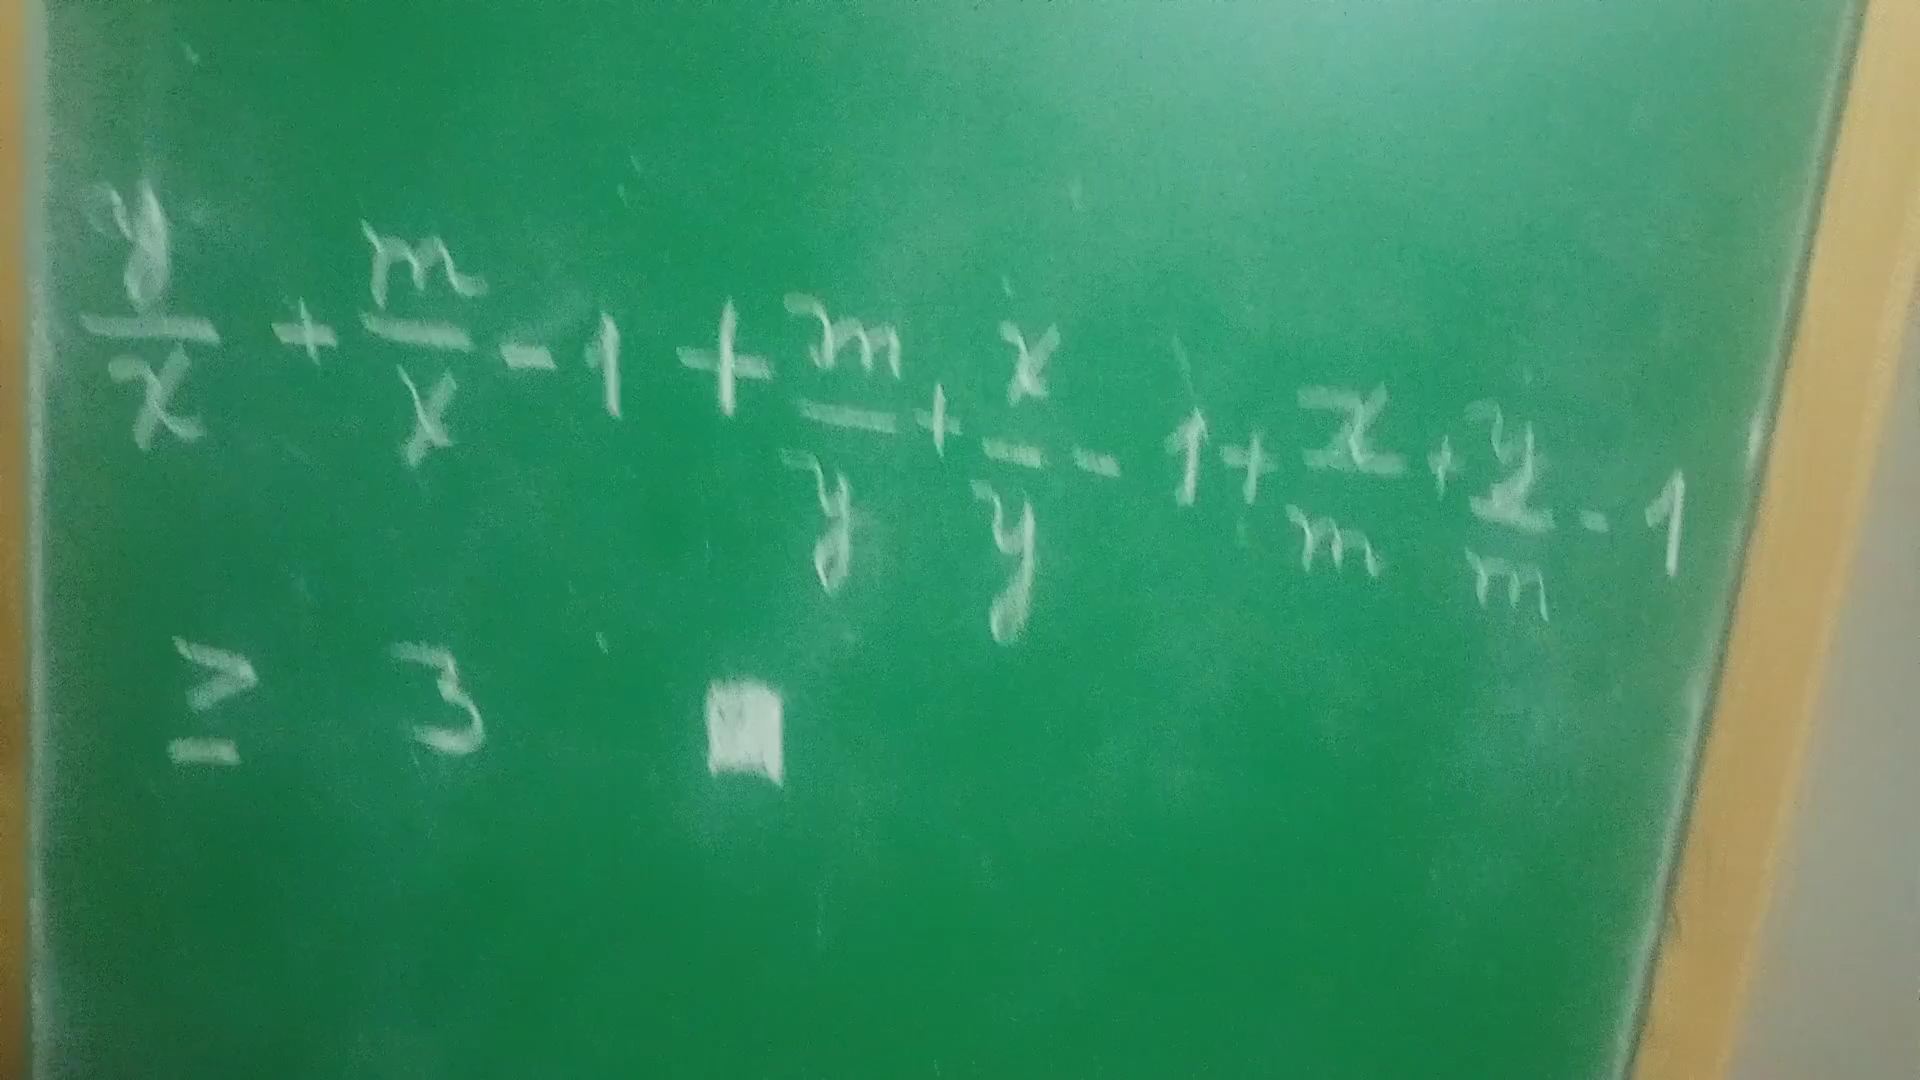 y/x + m/x - 1 + m/y + x/y - 1 + x/m + y/m - 1
≥ 3 ■